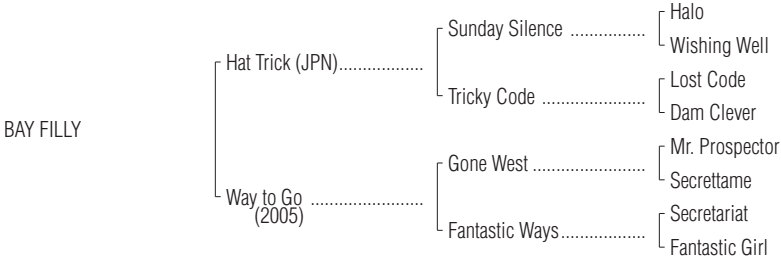 Halo
Sunday Silence ................
Wishing Well
Hat Trick (JPN)..................
Lost Code
Tricky Code ......................
Dam Clever
BAY FILLY
Mr. Prospector
Gone West ........................
Secrettame
Way to Go ........................
(2005)
Secretariat
Fantastic Ways..................
Fantastic Girl